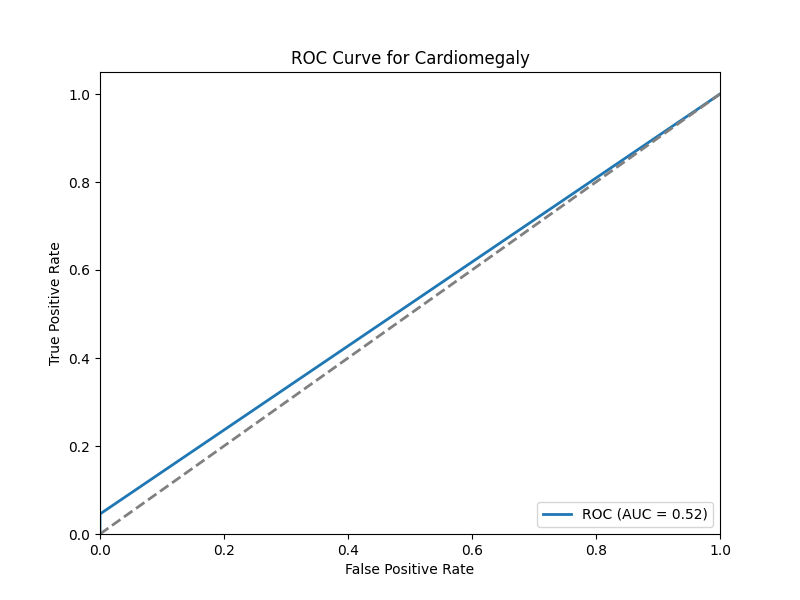 ROC Curve for Cardiomegaly
True Positive Rate
1.0
0.8
0.6
0.4
0.2
0.0
ROC (AUC = 0.52)
0.0 0.2 0.4 0.6 0.8 1.0
False Positive Rate